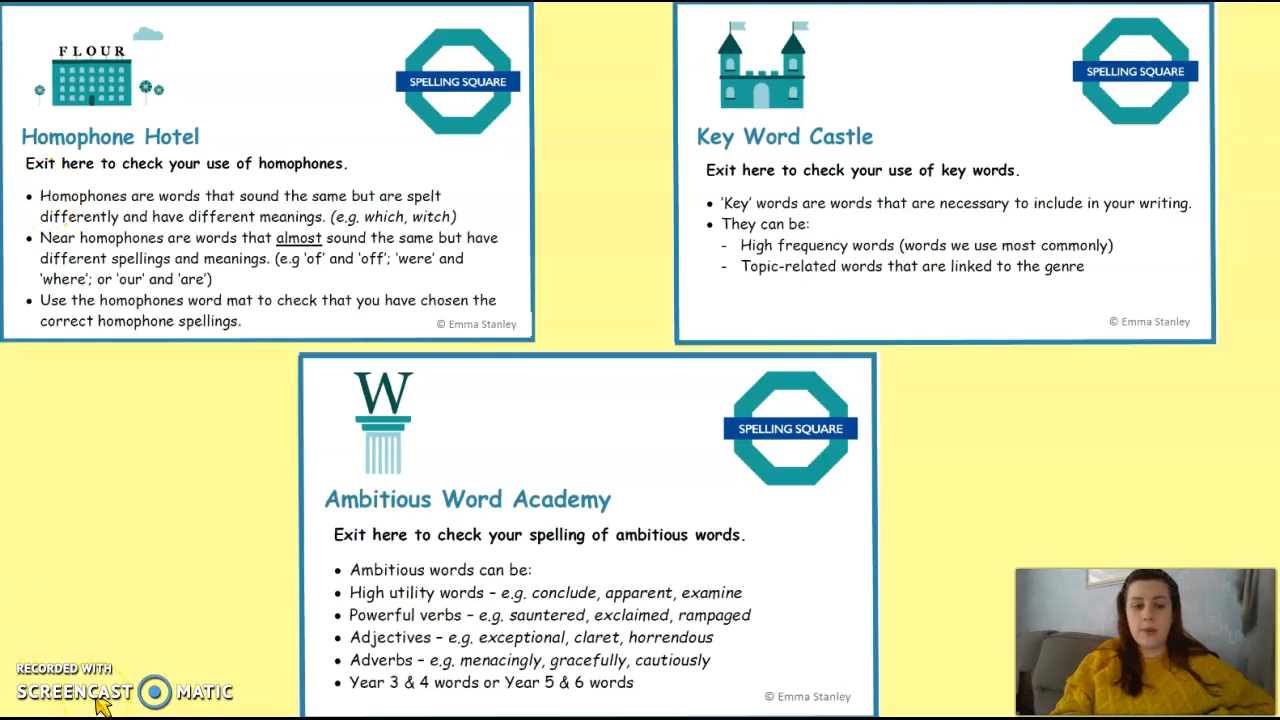 FLOUR
SPELLING SQUARE
Homophone Hotel
Exit here to check your use of homophones.
• Homophones are words that sound the same but are spelt
differently and have different meanings. (e.g. which, witch)
• Near homophones are words that almost sound the same but have
different spellings and meanings. (e.g 'of' and 'off'; 'were' and
'where'; or 'our' and 'are')
• Use the homophones word mat to check that you have chosen the
correct homophone spellings.
© Emma Stanley
SPELLING SQUARE
Key Word Castle
Exit here to check your use of key words.
• 'Key' words are words that are necessary to include in your writing.
• They can be:
- High frequency words (words we use most commonly)
- Topic-related words that are linked to the genre
© Emma Stanley
W
SPELLING SQUARE
Ambitious Word Academy
Exit here to check your spelling of ambitious words.
• Ambitious words can be:
• High utility words – e.g. conclude, apparent, examine
• Powerful verbs – e.g. sauntered, exclaimed, rampaged
• Adjectives – e.g. exceptional, claret, horrendous
• Adverbs – e.g. menacingly, gracefully, cautiously
• Year 3 & 4 words or Year 5 & 6 words
© Emma Stanley
RECORDED WITH
SCREENCAST MATIC